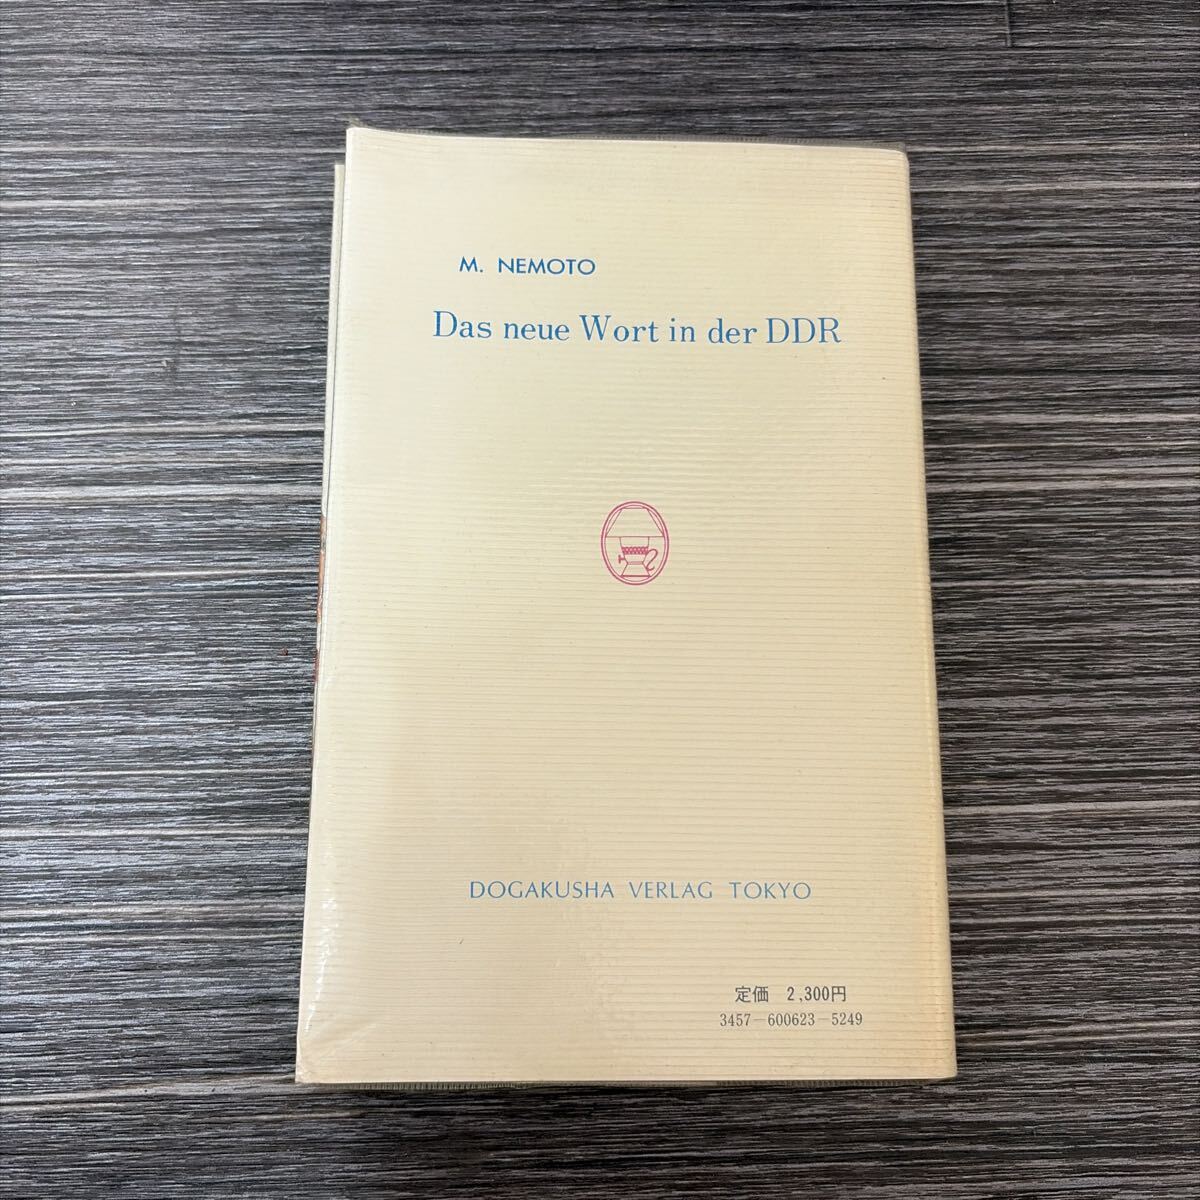 M. NEMOTO
Das neue Wort in der DDR
DOGAKUSHA VERLAG TOKYO
定価 2,300円
3457-600623-5249